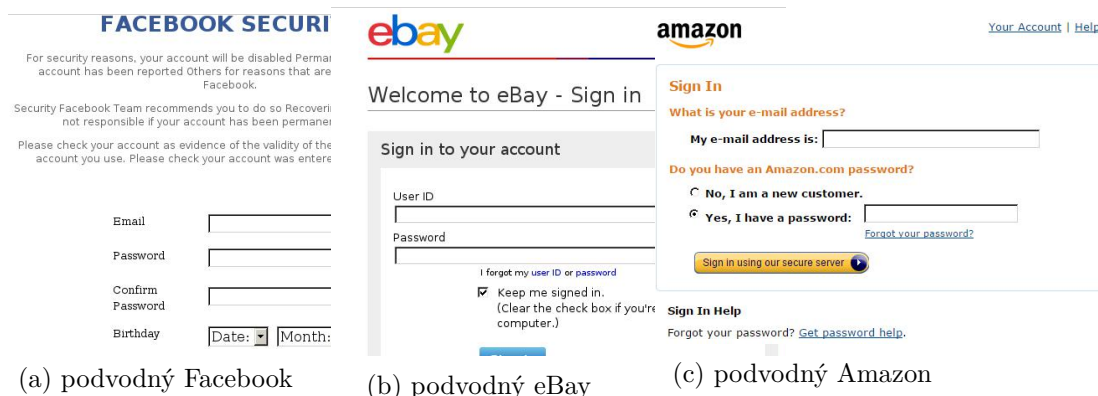 FACEBOOK SECURI
For security reasons, your account will be disabled Permar
account has been reported Others for reasons that are
Facebook.
Security Facebook Team recommends you to do so Recoveri
not responsible if your account has been permaner
Please check your account as evidence of the validity of the
account you use. Please check your account was entere
Email
Password
Confirm
Password
Birthday
Date:
Month:
(a) podvodný Facebook
ebay
Welcome to eBay - Sign in
Sign in to your account
User ID
Password
I forgot my user ID or password
Keep me signed in.
(Clear the check box if you're
computer.)
(b) podvodný eBay
amazon
Your Account | Help
Sign In
What is your e-mail address?
My e-mail address is:
Do you have an Amazon.com password?
No, I am a new customer.
Yes, I have a password:
Forgot your password?
Sign in using our secure server
Sign In Help
Forgot your password? Get password help.
(c) podvodný Amazon